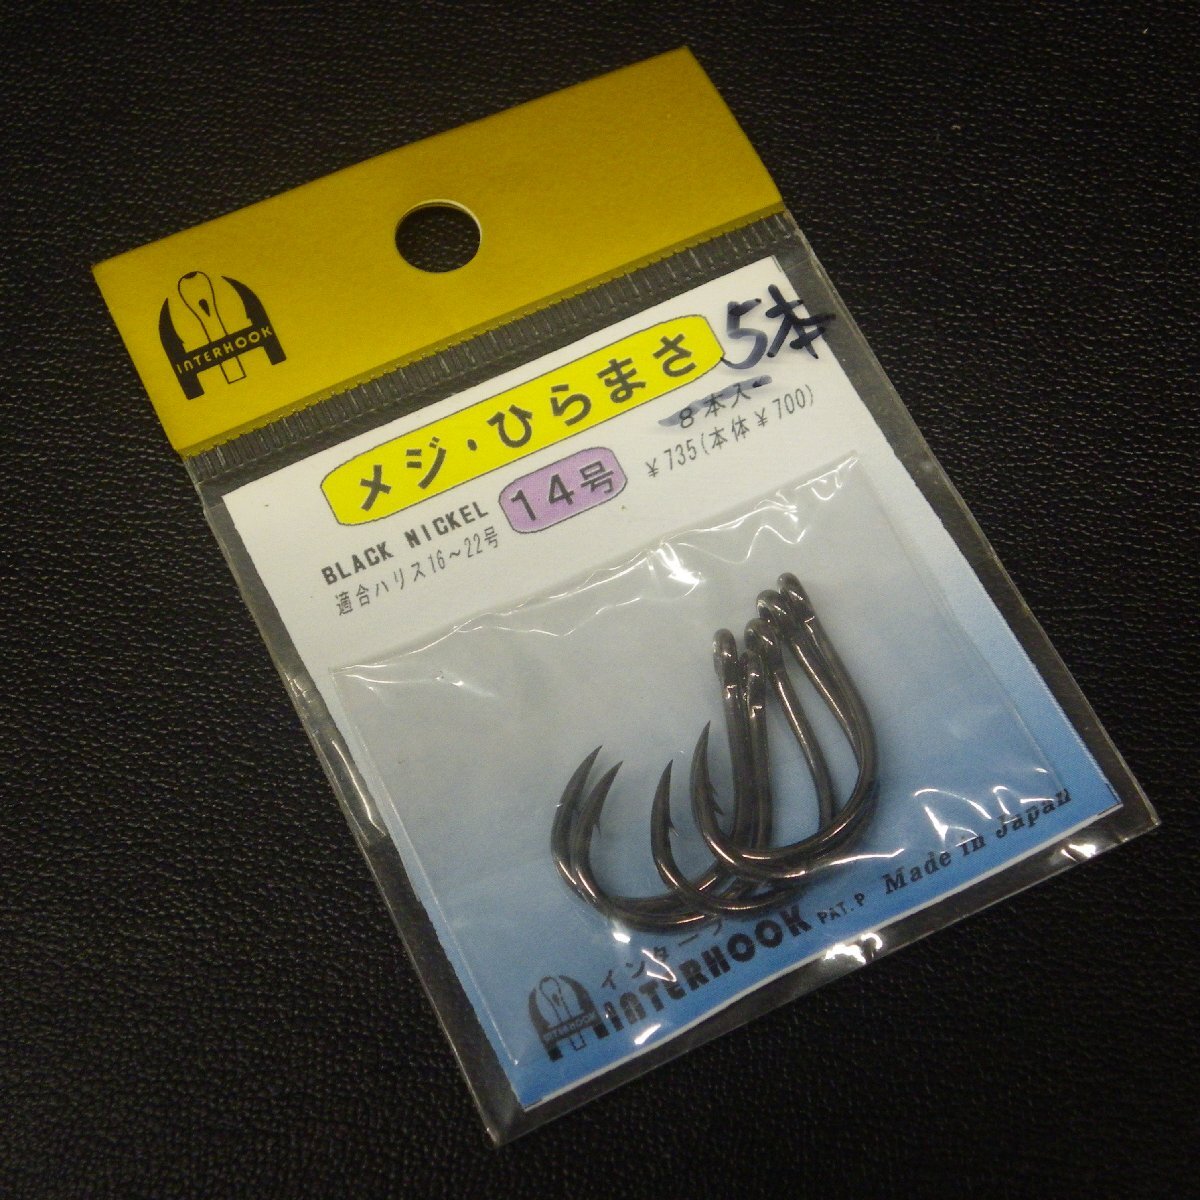 INTERHOOK
メジ・ひらまさ
5本
8本入
BLACK NICKEL
14号
¥735(本体¥700)
適合ハリス16～22号
インターフ
INTERHOOK PAT.P Made in Japan
INTERHOOK